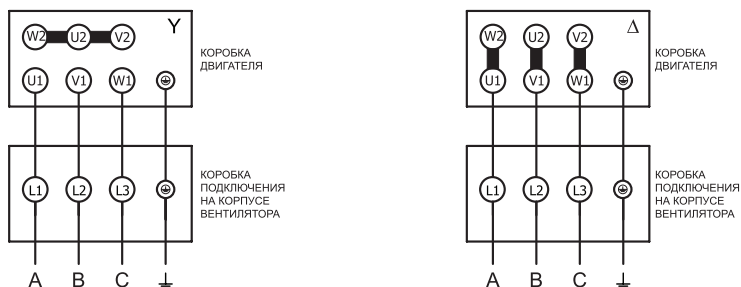 W2 U2 V2 Y
U1 V1 W1
КОРОБКА
ДВИГАТЕЛЯ
L1 L2 L3
КОРОБКА
ПОДКЛЮЧЕНИЯ
НА КОРПУСЕ
ВЕНТИЛЯТОРА
A B C
W2 U2 V2 Δ
U1 V1 W1
КОРОБКА
ДВИГАТЕЛЯ
L1 L2 L3
КОРОБКА
ПОДКЛЮЧЕНИЯ
НА КОРПУСЕ
ВЕНТИЛЯТОРА
A B C